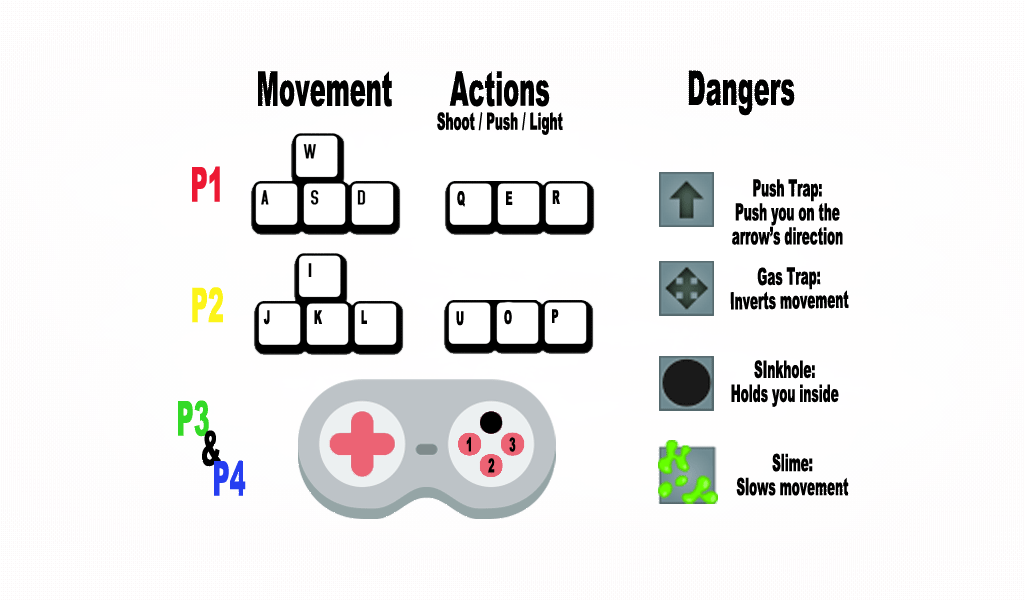 Movement
Actions
Shoot / Push / Light
Dangers
P1
W
A S D
Q E R
Push Trap:
Push you on the
arrow's direction
P2
I
J K L
U O P
Gas Trap:
Inverts movement
SInkhole:
Holds you inside
P3
&
P4
1 3
2
Slime:
Slows movement